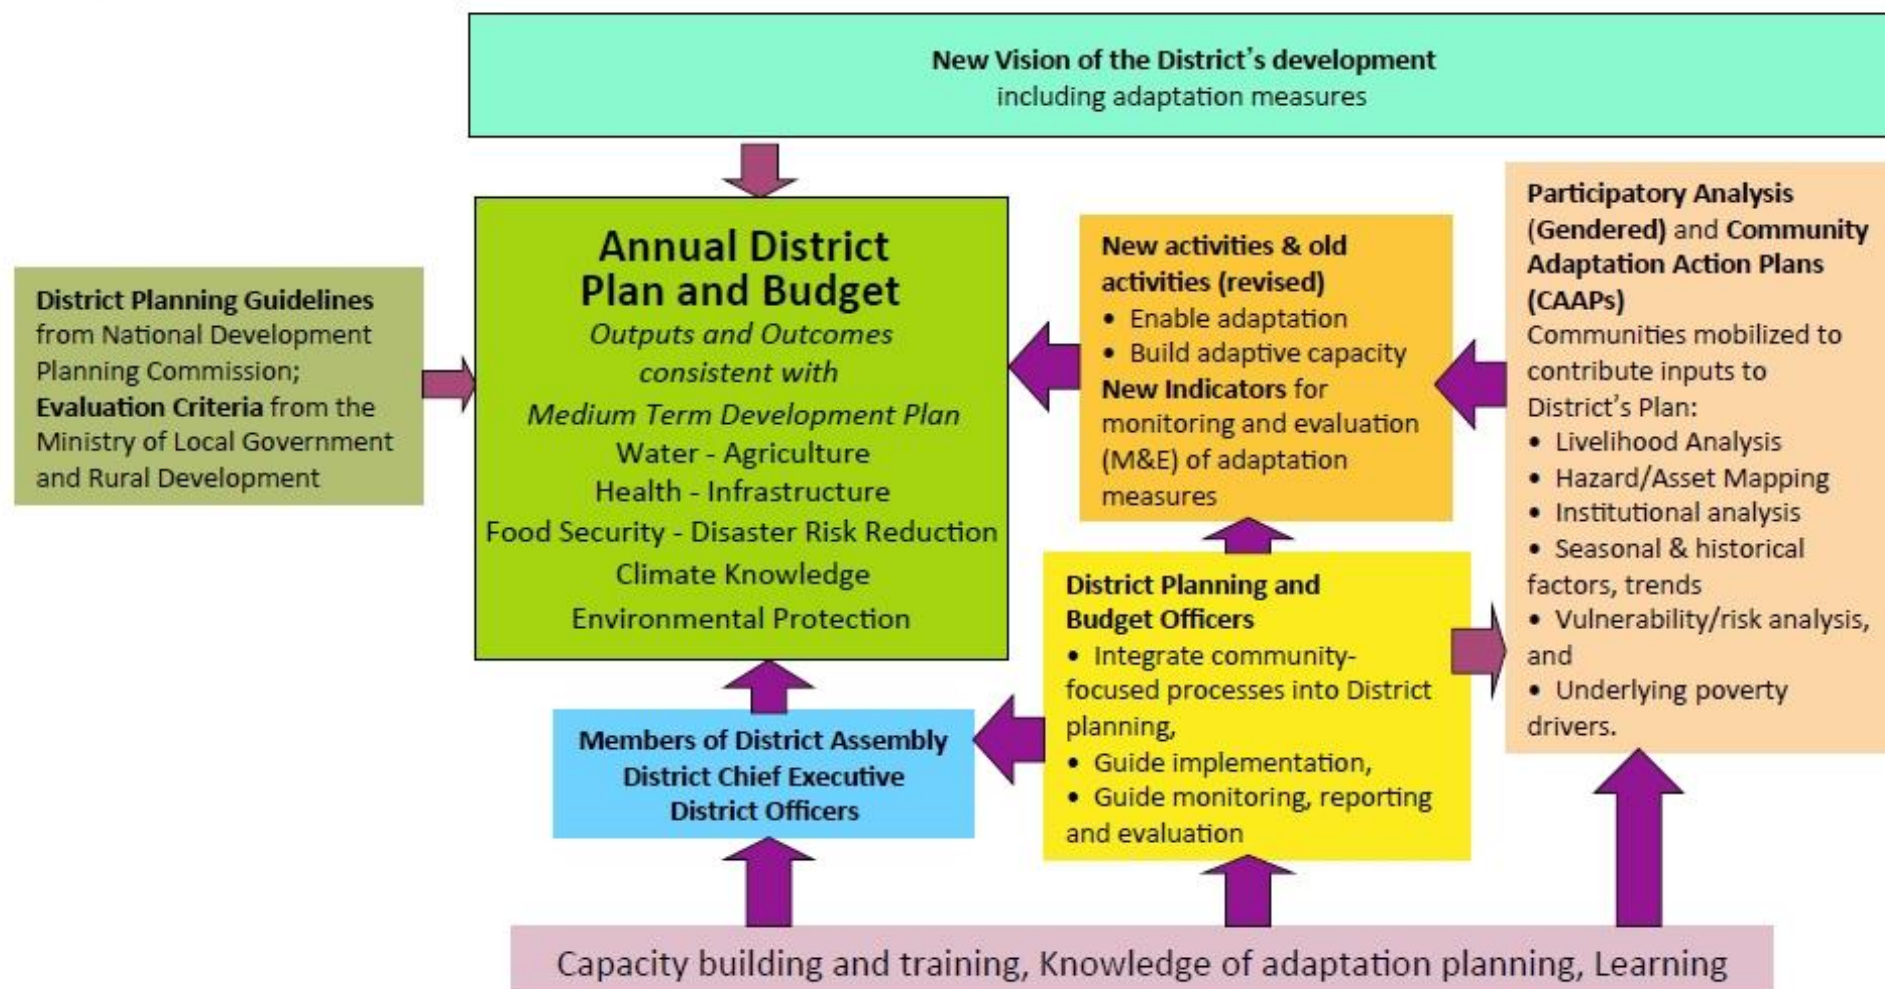 New Vision of the District’s development
including adaptation measures
District Planning Guidelines
from National Development
Planning Commission;
Evaluation Criteria from the
Ministry of Local Government
and Rural Development
Annual District
Plan and Budget
Outputs and Outcomes
consistent with
Medium Term Development Plan
Water - Agriculture
Health - Infrastructure
Food Security - Disaster Risk Reduction
Climate Knowledge
Environmental Protection
New activities & old
activities (revised)
• Enable adaptation
• Build adaptive capacity
New Indicators for
monitoring and evaluation
(M&E) of adaptation
measures
Participatory Analysis
(Gendered) and Community
Adaptation Action Plans
(CAAPs)
Communities mobilized to
contribute inputs to
District’s Plan:
• Livelihood Analysis
• Hazard/Asset Mapping
• Institutional analysis
• Seasonal & historical
factors, trends
• Vulnerability/risk analysis,
and
• Underlying poverty
drivers.
District Planning and
Budget Officers
• Integrate community-
focused processes into District
planning,
• Guide implementation,
• Guide monitoring, reporting
and evaluation
Members of District Assembly
District Chief Executive
District Officers
Capacity building and training, Knowledge of adaptation planning, Learning